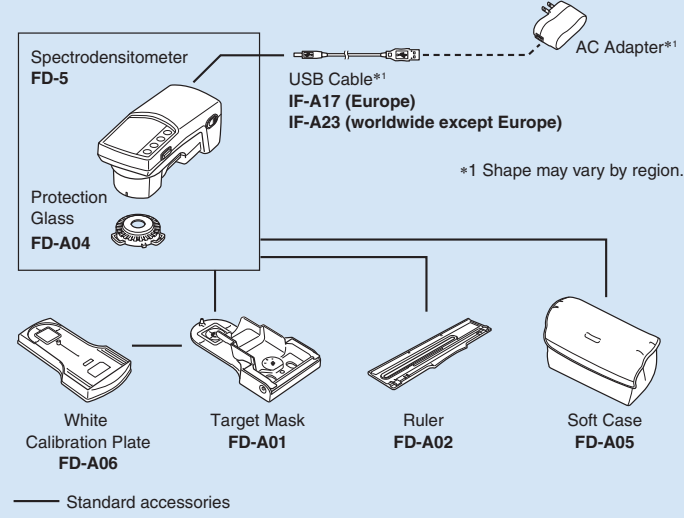 Spectrodensitometer
FD-5
AC Adapter*1
USB Cable*1
IF-A17 (Europe)
IF-A23 (worldwide except Europe)
*1 Shape may vary by region.
Protection
Glass
FD-A04
White
Calibration Plate
FD-A06
Target Mask
FD-A01
Ruler
FD-A02
Soft Case
FD-A05
Standard accessories